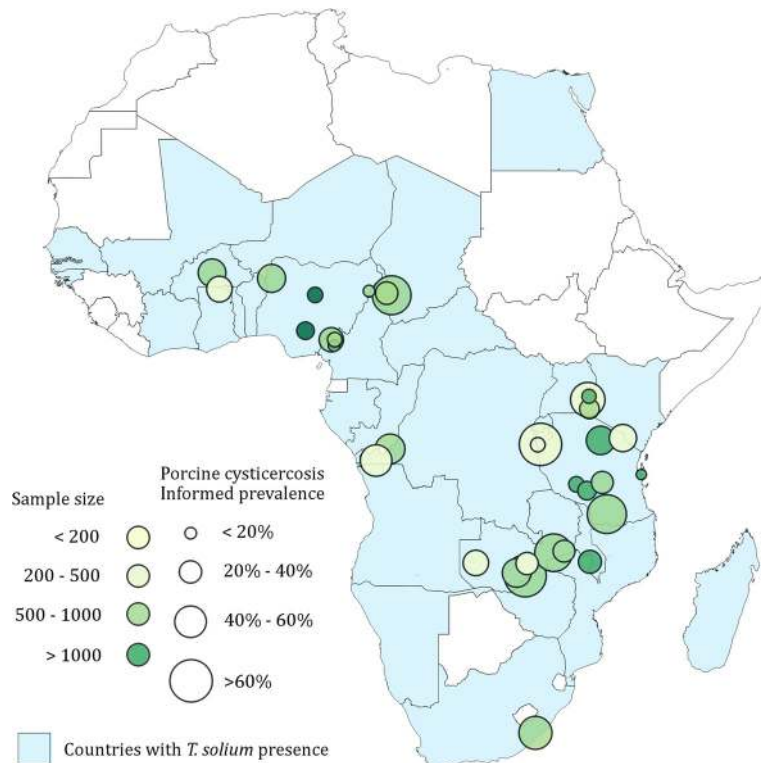 Sample size
< 200
200 - 500
500 - 1000
> 1000
Porcine cysticercosis
Informed prevalence
< 20%
20% - 40%
40% - 60%
>60%
Countries with T. solium presence